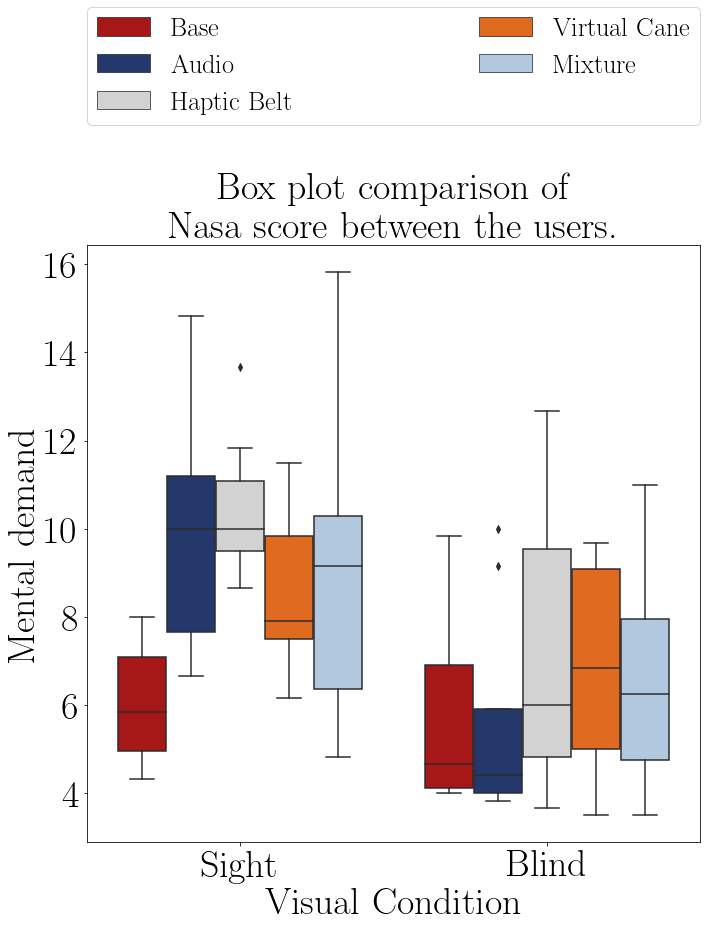 Base
Audio
Haptic Belt
Virtual Cane
Mixture
Box plot comparison of
Nasa score between the users.
16
14
12
10
8
6
4
Mental demand
Sight
Blind
Visual Condition